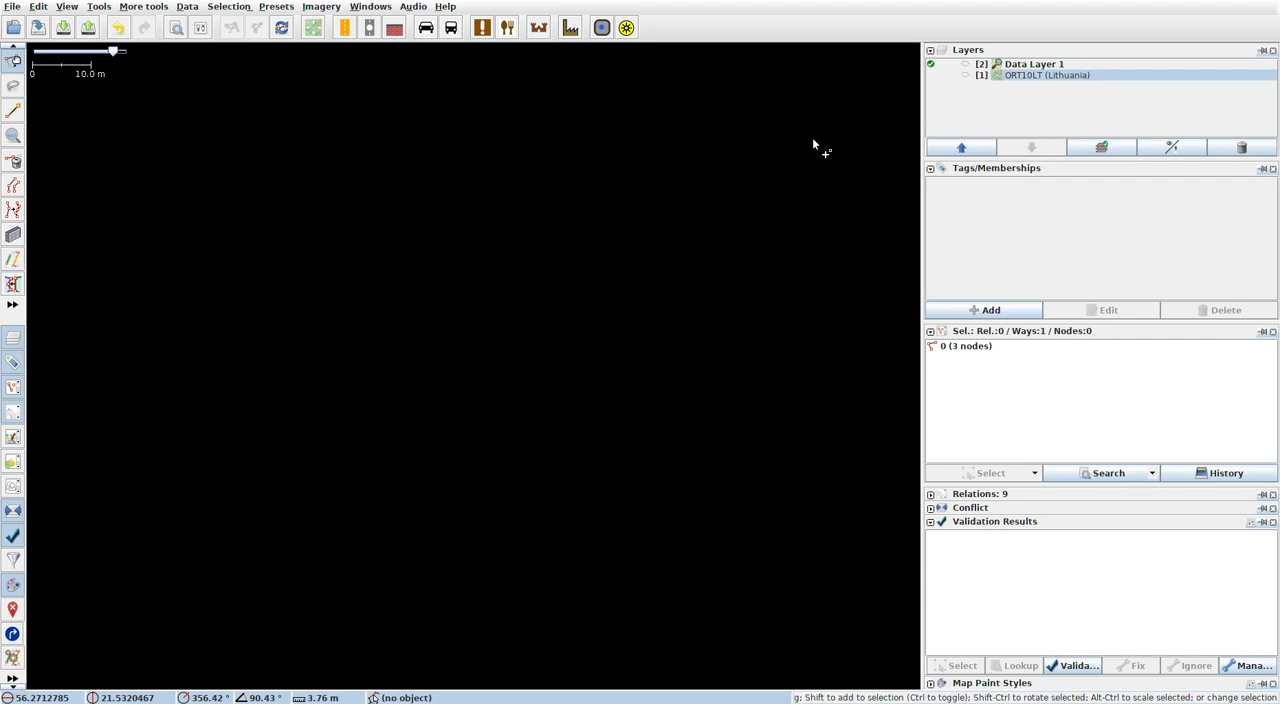 File Edit View Tools More tools Data Selection Presets Imagery Windows Audio Help
0 10.0 m
Layers
[2] Data Layer 1
[1] ORT10LT (Lithuania)
Tags/Memberships
Add Edit Delete
Sel.: Rel.:0 / Ways:1 / Nodes:0
0 (3 nodes)
Select Search History
Relations: 9
Conflict
Validation Results
Select Lookup Valida... Fix Ignore Mana...
Map Paint Styles
56.2712785 21.5320467 356.42 ° 90.43 ° 3.76 m (no object) g; Shift to add to selection (Ctrl to toggle); Shift-Ctrl to rotate selected; Alt-Ctrl to scale selected; or change selection